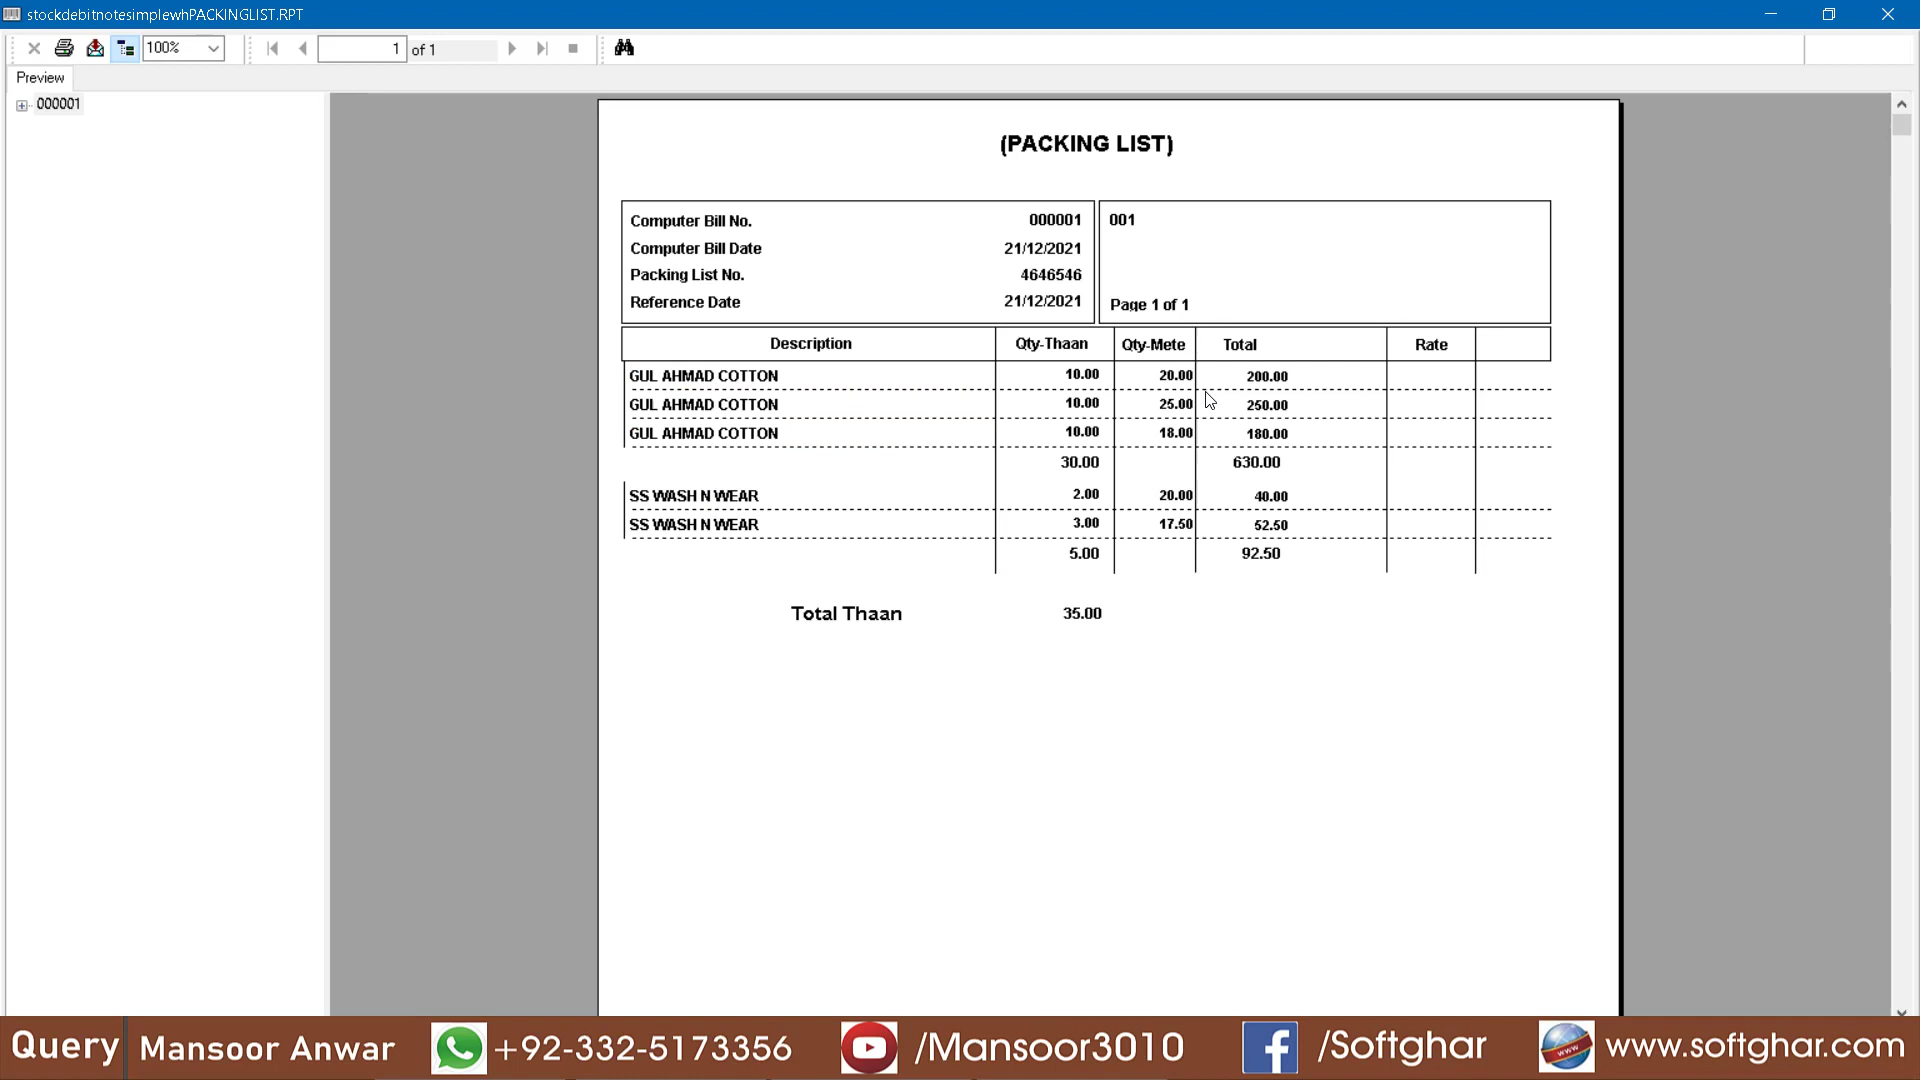 stockdebitnotesimplewhPACKINGLIST.RPT
100% 1 of 1
Preview
000001
(PACKING LIST)
Computer Bill No. 000001 001
Computer Bill Date 21/12/2021
Packing List No. 4646546
Reference Date 21/12/2021 Page 1 of 1
Description Qty-Thaan Qty-Mete Total Rate
GUL AHMAD COTTON 10.00 20.00 200.00
GUL AHMAD COTTON 10.00 25.00 250.00
GUL AHMAD COTTON 10.00 18.00 180.00
30.00 630.00
SS WASH N WEAR 2.00 20.00 40.00
SS WASH N WEAR 3.00 17.50 52.50
5.00 92.50
Total Thaan 35.00
Query Mansoor Anwar +92-332-5173356 /Mansoor3010 /Softghar www.softghar.com